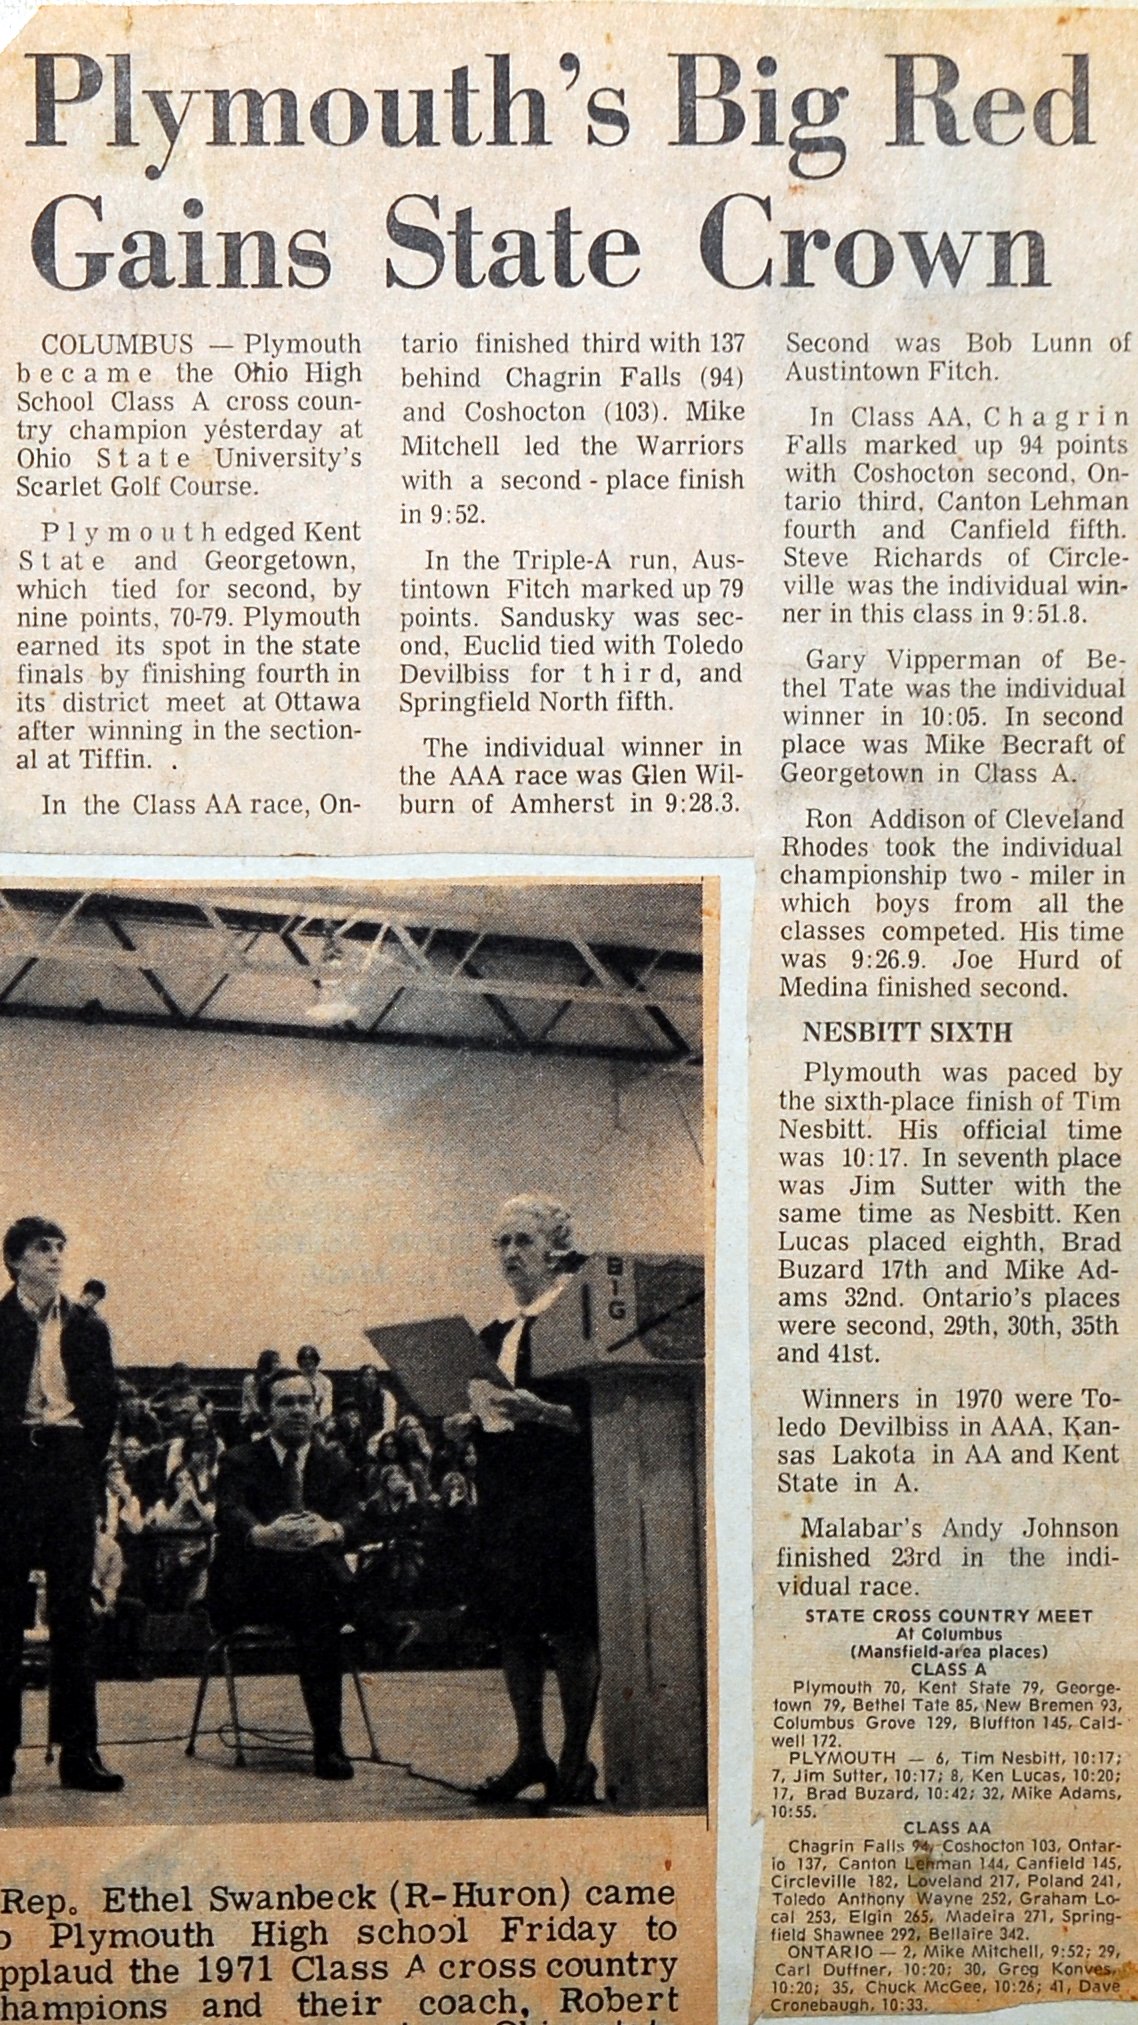 Plymouth's Big Red
Gains State Crown
COLUMBUS — Plymouth
became the Ohio High
School Class A cross coun-
try champion yesterday at
Ohio State University's
Scarlet Golf Course.
Plymouth edged Kent
State and Georgetown,
which tied for second, by
nine points, 70-79. Plymouth
earned its spot in the state
finals by finishing fourth in
its district meet at Ottawa
after winning in the section-
al at Tiffin.
In the Class AA race, On-
tario finished third with 137
behind Chagrin Falls (94)
and Coshocton (103). Mike
Mitchell led the Warriors
with a second - place finish
in 9:52.
In the Triple-A run, Aus-
tintown Fitch marked up 79
points. Sandusky was sec-
ond, Euclid tied with Toledo
Devilbiss for third, and
Springfield North fifth.
The individual winner in
the AAA race was Glen Wil-
burn of Amherst in 9:28.3.
Second was Bob Lunn of
Austintown Fitch.
In Class AA, Chagrin
Falls marked up 94 points
with Coshocton second, On-
tario third, Canton Lehman
fourth and Canfield fifth.
Steve Richards of Circle-
ville was the individual win-
ner in this class in 9:51.8.
Gary Vipperman of Be-
thel Tate was the individual
winner in 10:05. In second
place was Mike Becraft of
Georgetown in Class A.
Ron Addison of Cleveland
Rhodes took the individual
championship two - miler in
which boys from all the
classes competed. His time
was 9:26.9. Joe Hurd of
Medina finished second.
NESBITT SIXTH
Plymouth was paced by
the sixth-place finish of Tim
Nesbitt. His official time
was 10:17. In seventh place
was Jim Sutter with the
same time as Nesbitt. Ken
Lucas placed eighth, Brad
Buzard 17th and Mike Ad-
ams 32nd. Ontario's places
were second, 29th, 30th, 35th
and 41st.
Winners in 1970 were To-
ledo Devilbiss in AAA, Kan-
sas Lakota in AA and Kent
State in A.
Malabar's Andy Johnson
finished 23rd in the indi-
vidual race.
STATE CROSS COUNTRY MEET
At Columbus
(Mansfield-area places)
CLASS A
Plymouth 70, Kent State 79, George-
town 79, Bethel Tate 85, New Bremen 93,
Columbus Grove 129, Bluffton 145, Cald-
well 172.
PLYMOUTH — 6, Tim Nesbitt, 10:17;
7, Jim Sutter, 10:17; 8, Ken Lucas, 10:20;
17, Brad Buzard, 10:42; 32, Mike Adams,
10:55.
CLASS AA
Chagrin Falls 94, Coshocton 103, Ontar-
io 137, Canton Lehman 144, Canfield 145,
Circleville 182, Loveland 217, Poland 241,
Toledo Anthony Wayne 252, Graham Lo-
cal 253, Elgin 265, Madeira 271, Spring-
field Shawnee 292, Bellaire 342.
ONTARIO — 2, Mike Mitchell, 9:52; 29,
Carl Duffner, 10:20; 30, Greg Konves,
10:20; 35, Chuck McGee, 10:26; 41, Dave
Cronebaugh, 10:33.
BIG
Rep. Ethel Swanbeck (R-Huron) came
o Plymouth High school Friday to
pplaud the 1971 Class A cross country
hampions and their coach, Robert